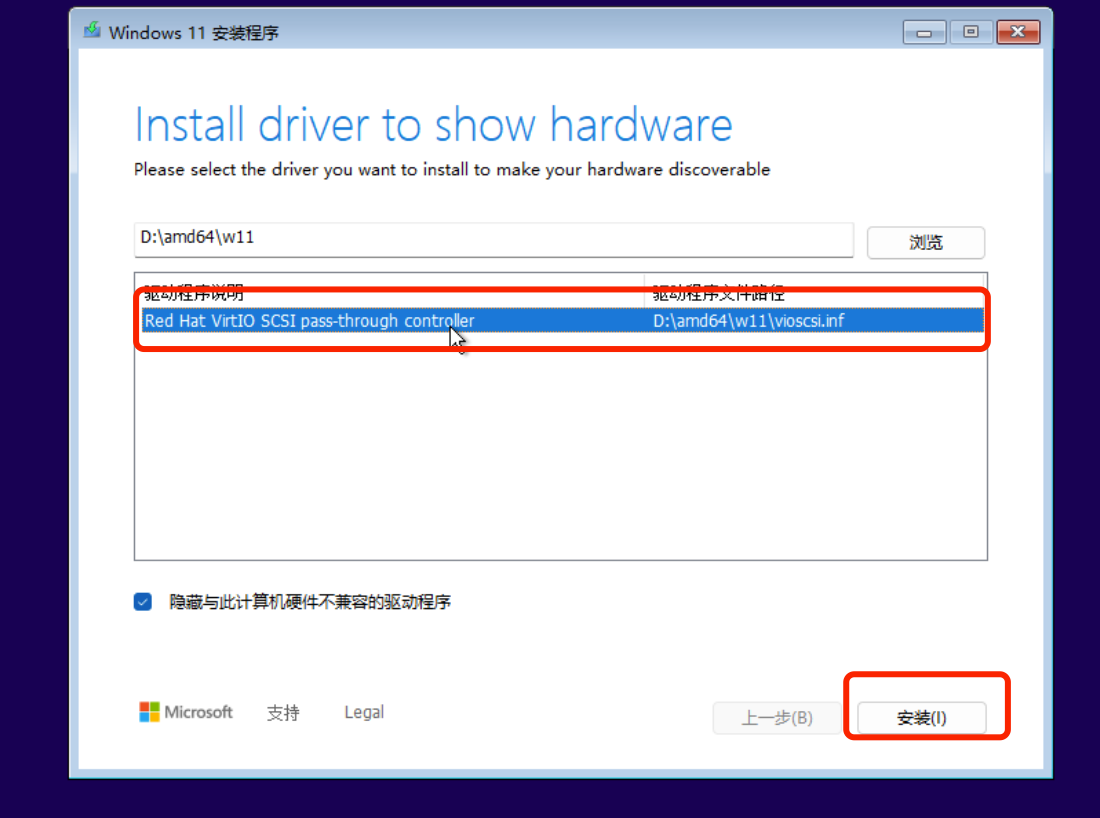 Windows 11 安装程序
Install driver to show hardware
Please select the driver you want to install to make your hardware discoverable
D:\amd64\w11
浏览
驱动程序说明 驱动程序文件路径
Red Hat VirtIO SCSI pass-through controller D:\amd64\w11\vioscsi.inf
隐藏与此计算机硬件不兼容的驱动程序
Microsoft 支持 Legal
上一步(B) 安装(I)